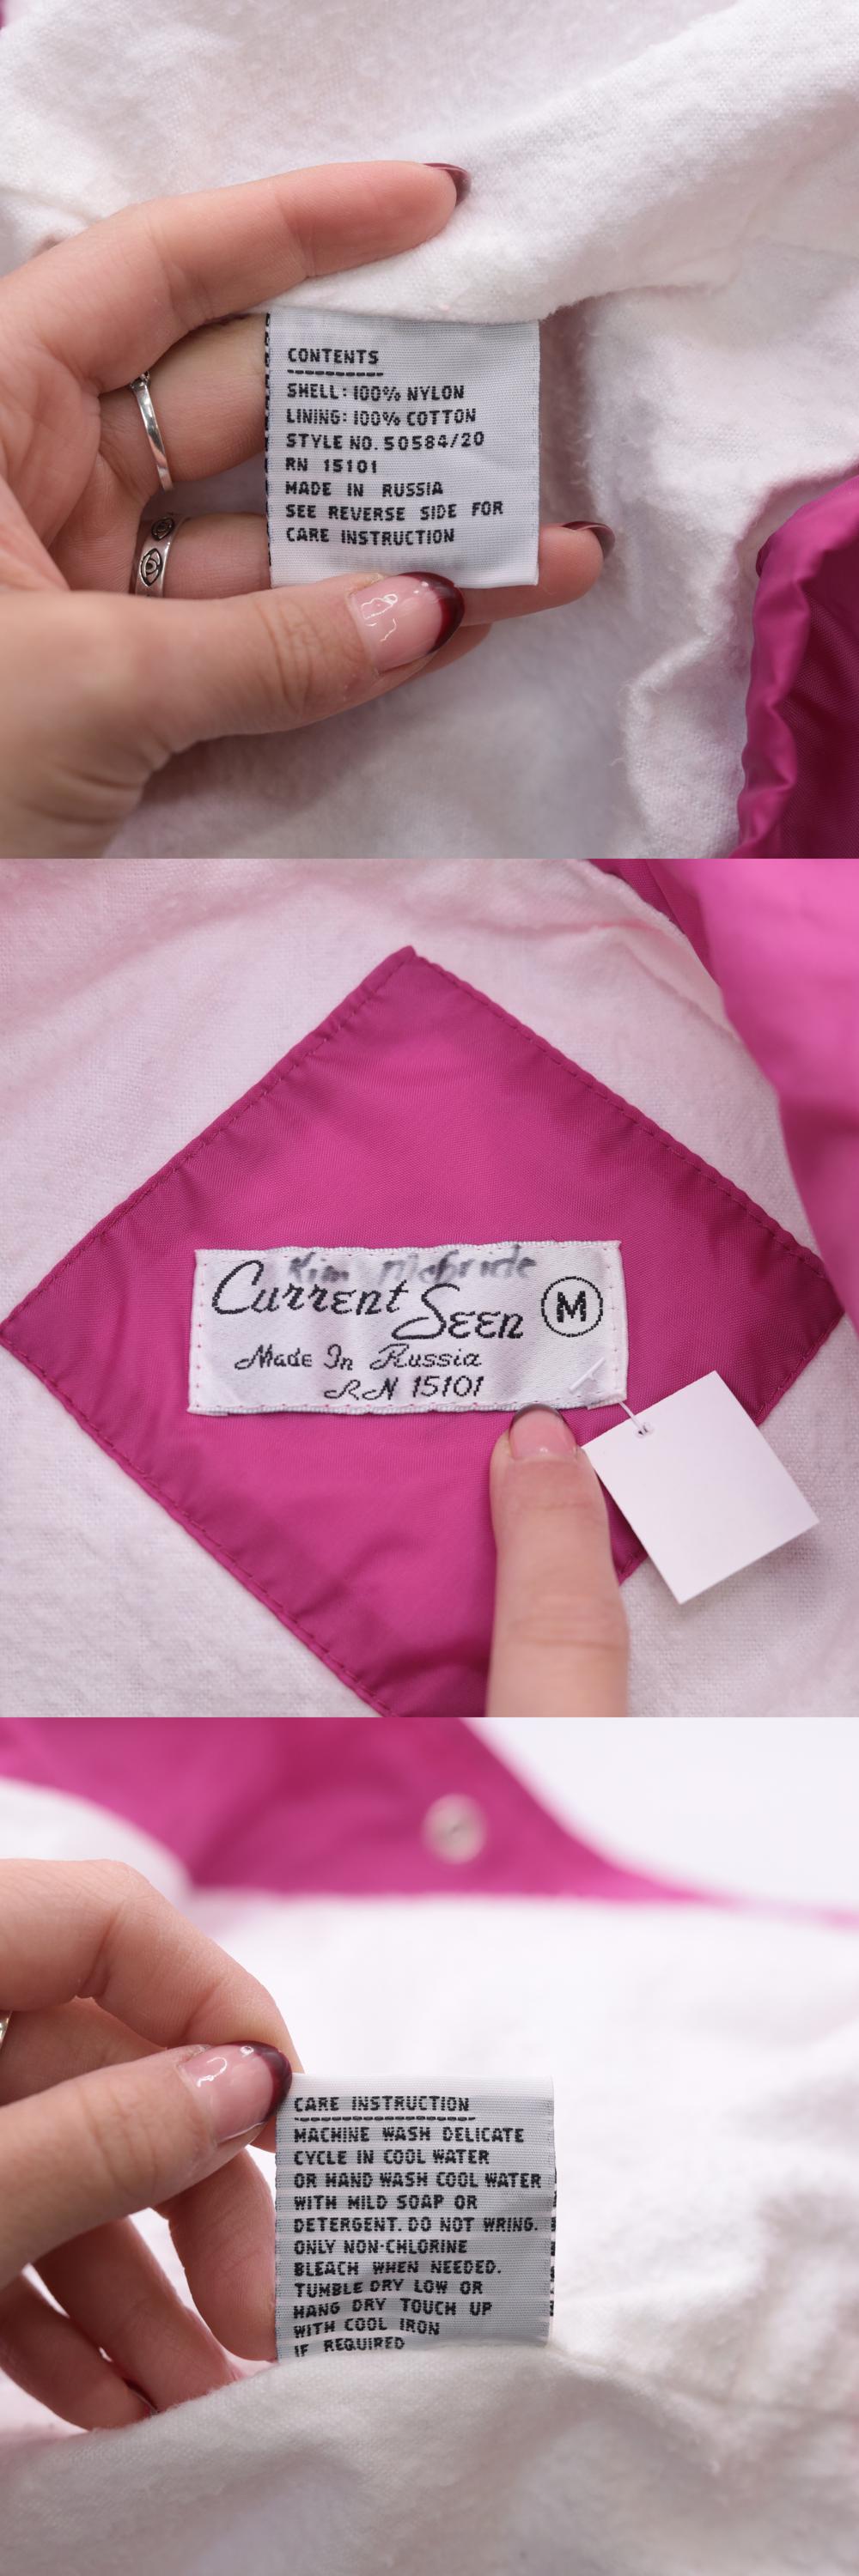 CONTENTS
SHELL: 100% NYLON
LINING: 100% COTTON
STYLE NO. 50584/20
RN 15101
MADE IN RUSSIA
SEE REVERSE SIDE FOR
CARE INSTRUCTION
Kim McBride
Current Seen M
Made In Russia
RN 15101
CARE INSTRUCTION
MACHINE WASH DELICATE
CYCLE IN COOL WATER
OR HAND WASH COOL WATER
WITH MILD SOAP OR
DETERGENT. DO NOT WRING.
ONLY NON-CHLORINE
BLEACH WHEN NEEDED.
TUMBLE DRY LOW OR
HANG DRY TOUCH UP
WITH COOL IRON
IF REQUIRED